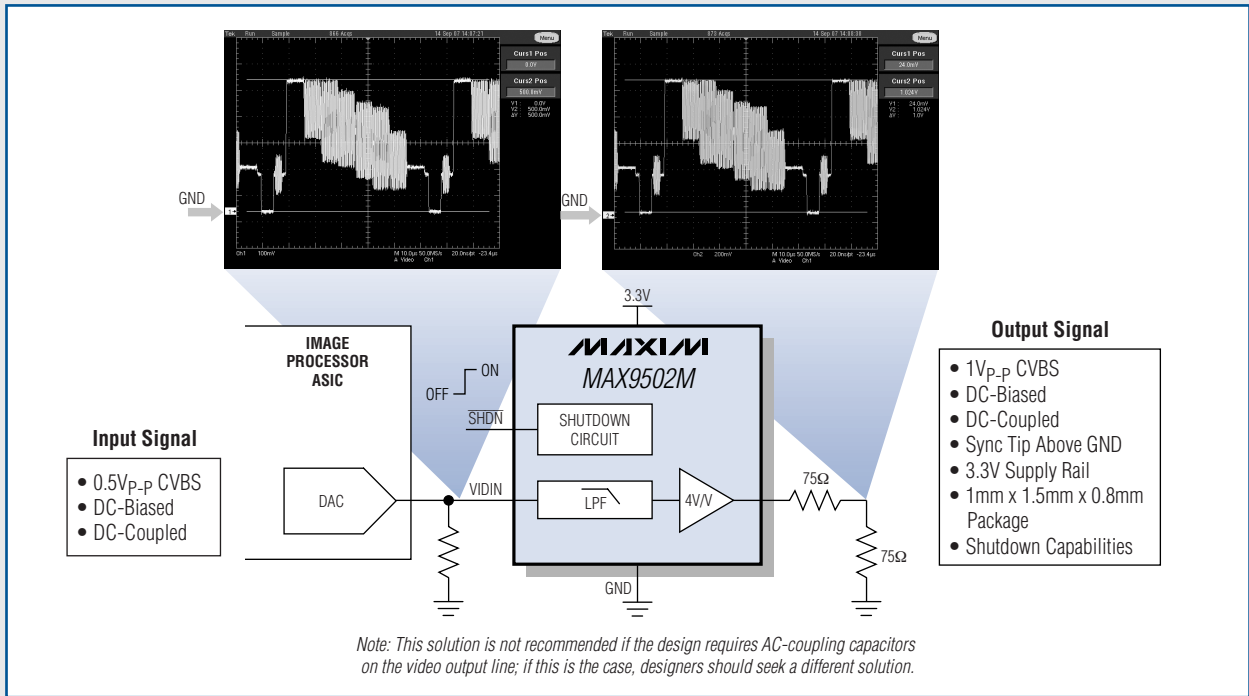 Tek Run Sample 866 Acqs 14 Sep 07 14:07:21
Menu
Curs1 Pos
0.0V
Curs2 Pos
500.0mV
V1 : 0.0V
V2 : 500.0mV
ΔV : 500.0mV
1
Ch1 100mV
M 10.0µs 50.0MS/s 20.0ns/pt -23.4µs
A Video Ch1
Tek Run Sample 14 Sep 07
Menu
Curs1 Pos
24.0mV
Curs2 Pos
1.024V
V1 : 24.0mV
V2 : 1.024V
ΔV : 1.0V
2
Ch2 200mV
M 10.0µs 50.0MS/s 20.0ns/pt -23.4µs
A Video Ch1
GND
GND
3.3V
IMAGE
PROCESSOR
ASIC
ON
OFF
SHDN
MAXIM
MAX9502M
SHUTDOWN
CIRCUIT
DAC
VIDIN
LPF
4V/V
75Ω
75Ω
GND
Input Signal
• 0.5VP-P CVBS
• DC-Biased
• DC-Coupled
Output Signal
• 1VP-P CVBS
• DC-Biased
• DC-Coupled
• Sync Tip Above GND
• 3.3V Supply Rail
• 1mm x 1.5mm x 0.8mm
Package
• Shutdown Capabilities
Note: This solution is not recommended if the design requires AC-coupling capacitors
on the video output line; if this is the case, designers should seek a different solution.